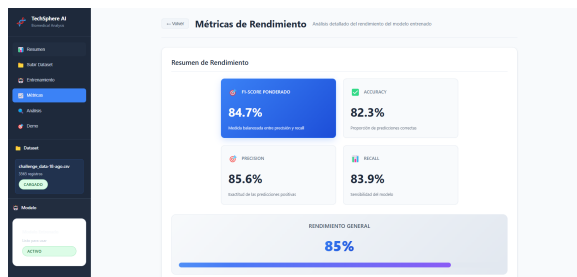 TechSphere AI
Biomedical Analysis
Resumen
Subir Dataset
Entrenamiento
Métricas
Análisis
Demo
Dataset
challenge_data-18-ago.csv
3565 registros
CARGADO
Modelo
ACTIVO
← Volver
Métricas de Rendimiento
Análisis detallado del rendimiento del modelo entrenado
Resumen de Rendimiento
F1-SCORE PONDERADO
84.7%
Medida balanceada entre precisión y recall
ACCURACY
82.3%
Proporción de predicciones correctas
PRECISION
85.6%
Exactitud de las predicciones positivas
RECALL
83.9%
Sensibilidad del modelo
RENDIMIENTO GENERAL
85%